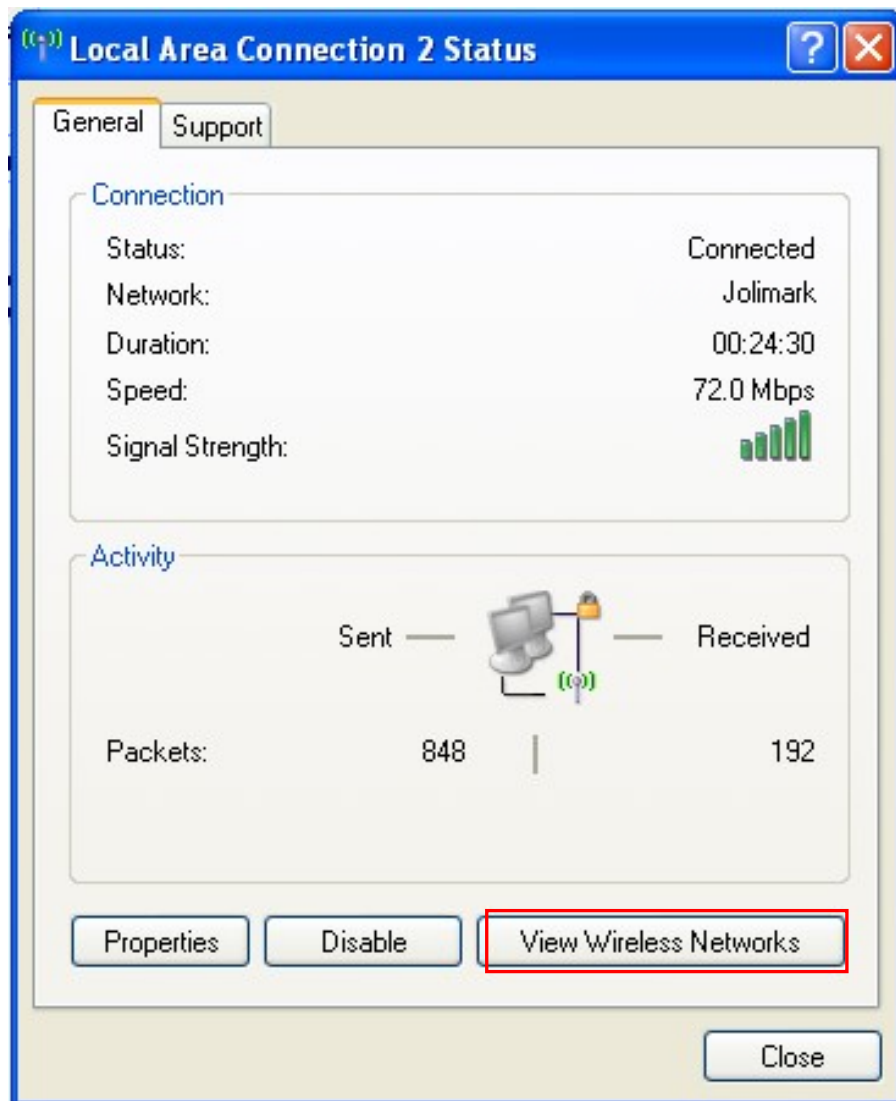 Local Area Connection 2 Status
General Support
Connection
Status: Connected
Network: Jolimark
Duration: 00:24:30
Speed: 72.0 Mbps
Signal Strength:
Activity
Sent Received
Packets: 848 192
Properties Disable View Wireless Networks
Close